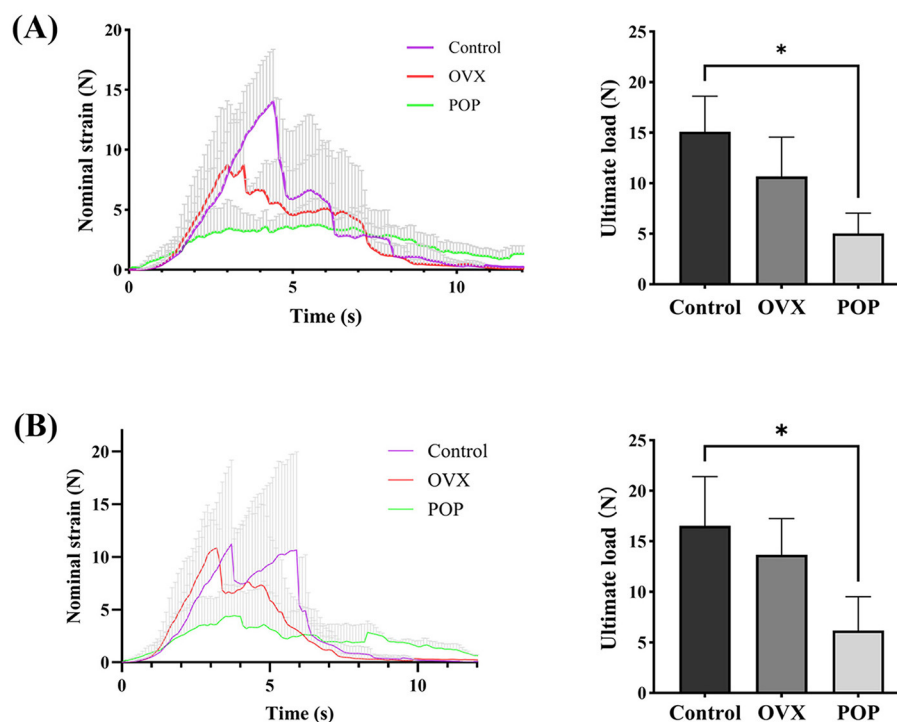 (A)
Nominal strain (N)
20
15
10
5
0
0
5
10
Time (s)
Control
OVX
POP
Ultimate load (N)
25
20
15
10
5
0
*
Control
OVX
POP
(B)
Nominal strain (N)
20
15
10
5
0
0
5
10
Time (s)
Control
OVX
POP
Ultimate load（N）
25
20
15
10
5
0
*
Control
OVX
POP